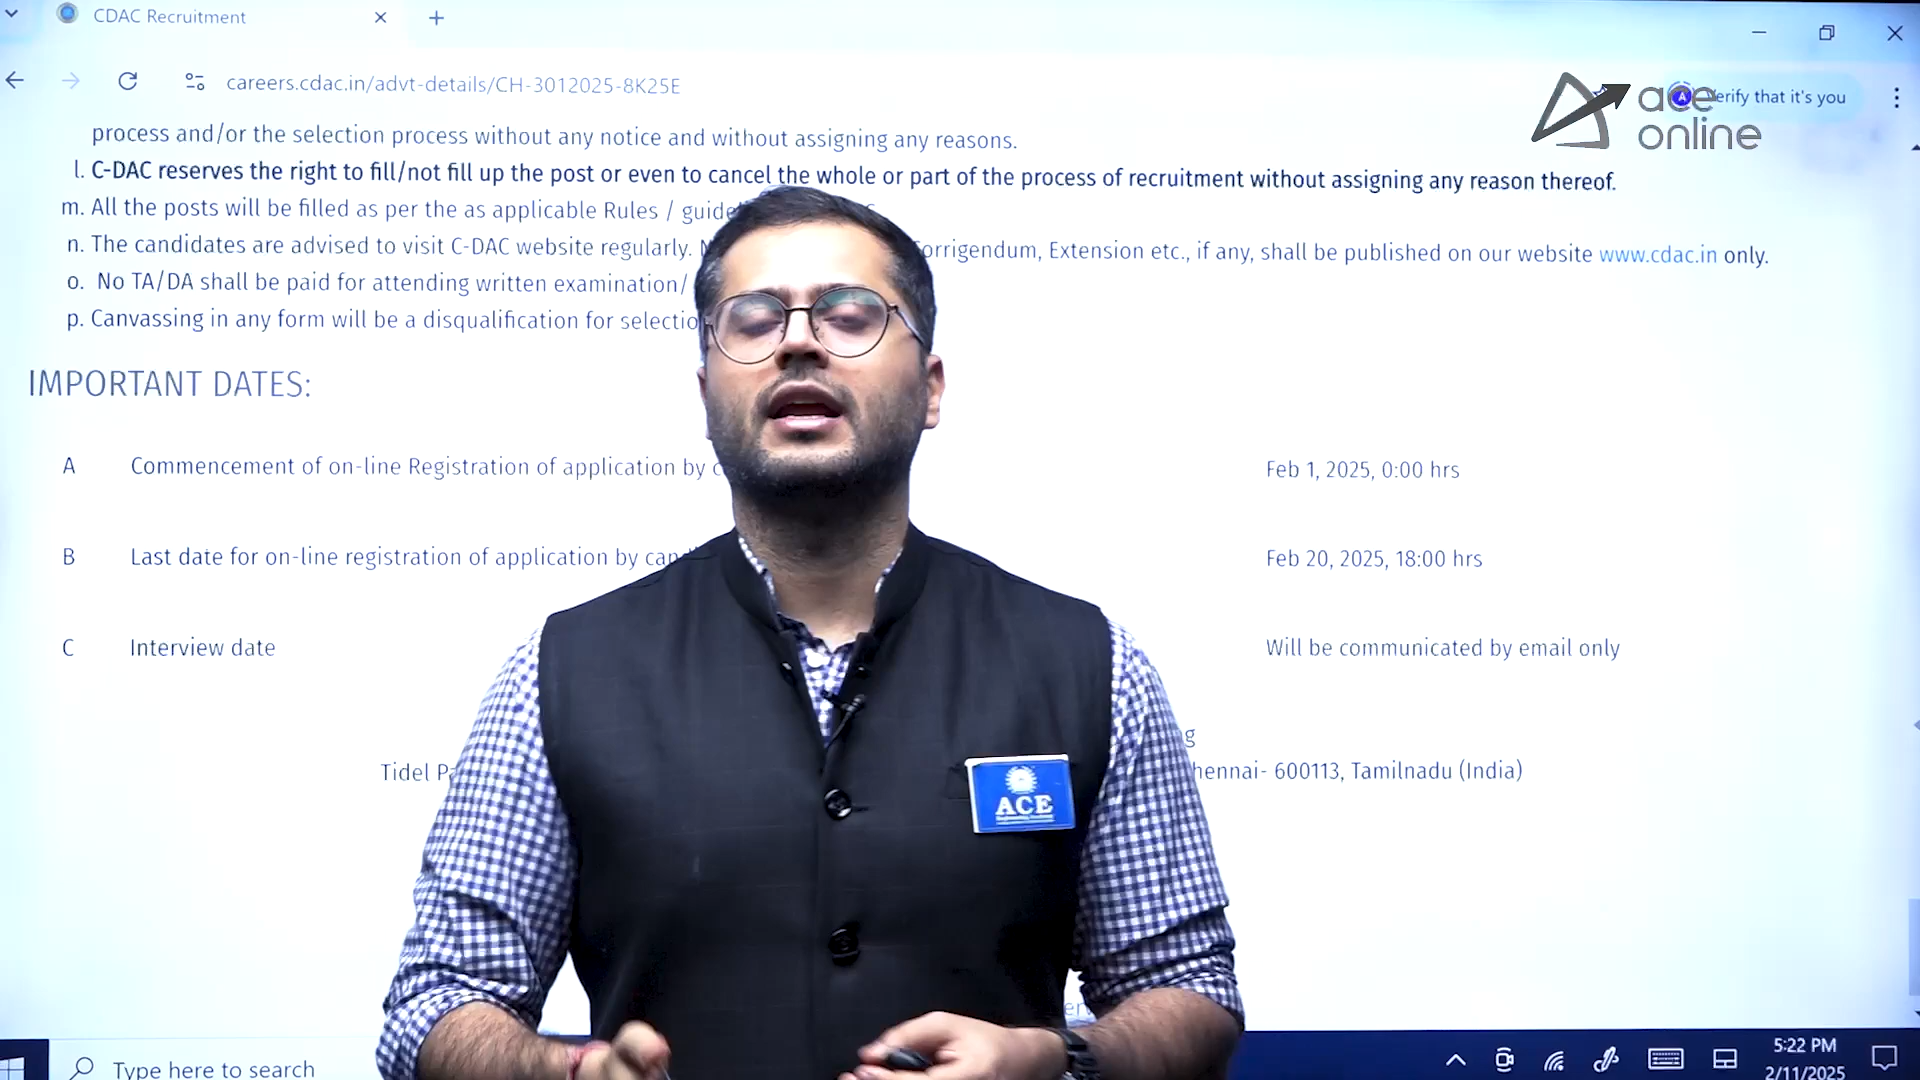 CDAC Recruitment
careers.cdac.in/advt-details/CH-3012025-8K25E
erify that it's you
ace
online
process and/or the selection process without any notice and without assigning any reasons.
l. C-DAC reserves the right to fill/not fill up the post or even to cancel the whole or part of the process of recruitment without assigning any reason thereof.
m. All the posts will be filled as per the as applicable Rules /
n. The candidates are advised to visit C-DAC website regularly. orrigendum, Extension etc., if any, shall be published on our website www.cdac.in only.
o. No TA/DA shall be paid for attending written examination/
p. Canvassing in any form will be a disqualification for selectio
IMPORTANT DATES:
A Commencement of on-line Registration of application by Feb 1, 2025, 0:00 hrs
B Last date for on-line registration of application by Feb 20, 2025, 18:00 hrs
C Interview date Will be communicated by email only
Tidel hennai- 600113, Tamilnadu (India)
ACE
Type here to search
5:22 PM
2/11/2025